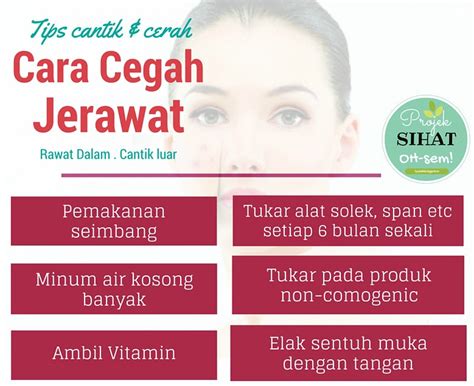 Tips cantik & cerah
Cara Cegah
Jerawat
Rawat Dalam . Cantik luar
Projek
SIHAT
OH-sem!
Pemakanan
seimbang
Tukar alat solek, span etc
setiap 6 bulan sekali
Minum air kosong
banyak
Tukar pada produk
non-comogenic
Ambil Vitamin
Elak sentuh muka
dengan tangan